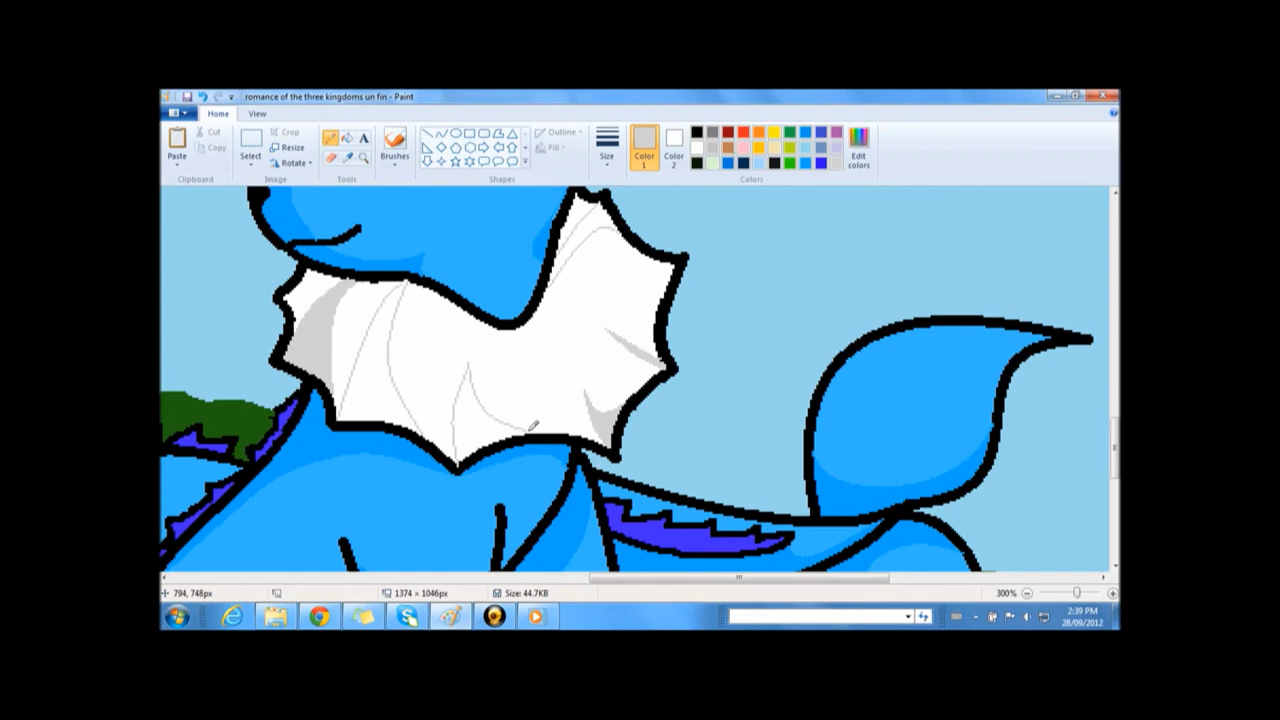 romance of the three kingdoms un fin - Paint
Home View
Paste
Cut
Copy
Clipboard
Select
Crop
Resize
Rotate
Image
A
Tools
Brushes
Shapes
Outline
Fill
Size
Color 1
Color 2
Edit colors
Colors
794, 748px
1374 × 1046px
Size: 44.7KB
300%
2:39 PM
28/09/2012